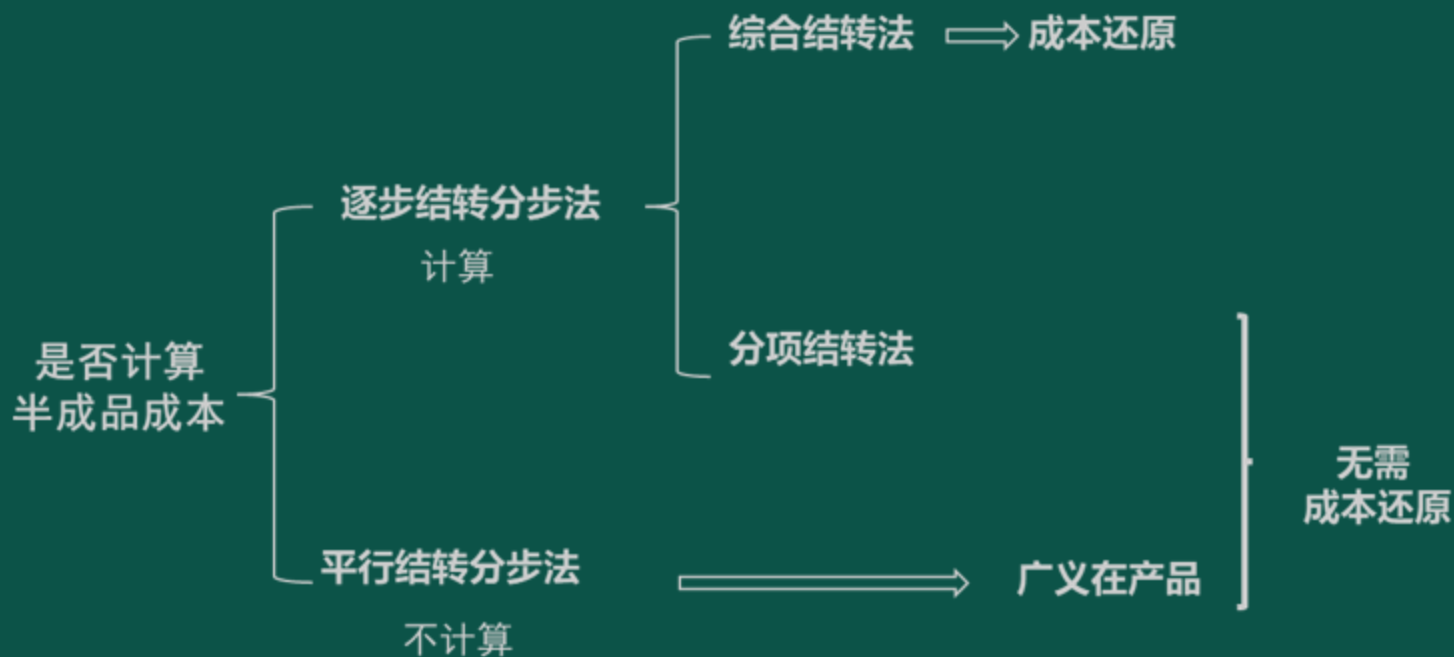 综合结转法
成本还原
逐步结转分步法
计算
分项结转法
是否计算
半成品成本
无需
成本还原
平行结转分步法
广义在产品
不计算